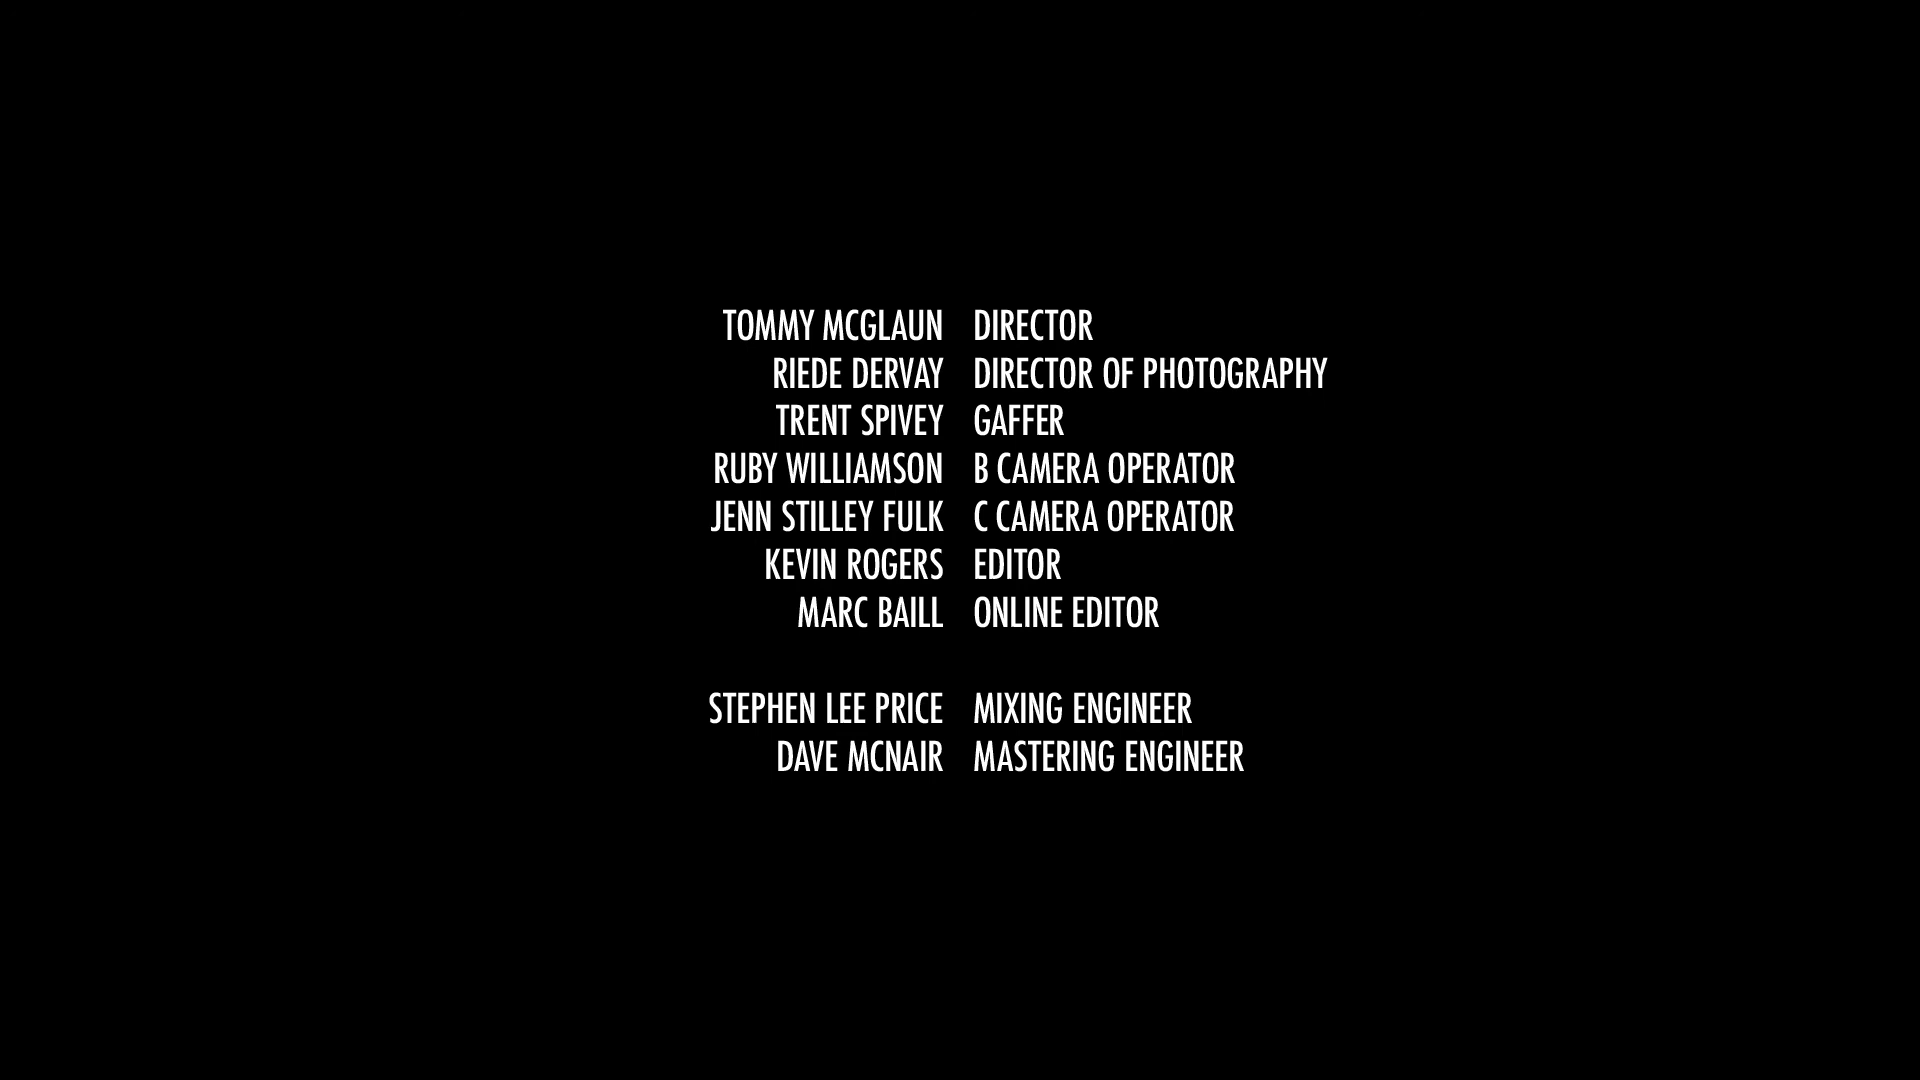 TOMMY MCGLAUN DIRECTOR
RIEDE DERVAY DIRECTOR OF PHOTOGRAPHY
TRENT SPIVEY GAFFER
RUBY WILLIAMSON B CAMERA OPERATOR
JENN STILLEY FULK C CAMERA OPERATOR
KEVIN ROGERS EDITOR
MARC BAILL ONLINE EDITOR
STEPHEN LEE PRICE MIXING ENGINEER
DAVE MCNAIR MASTERING ENGINEER